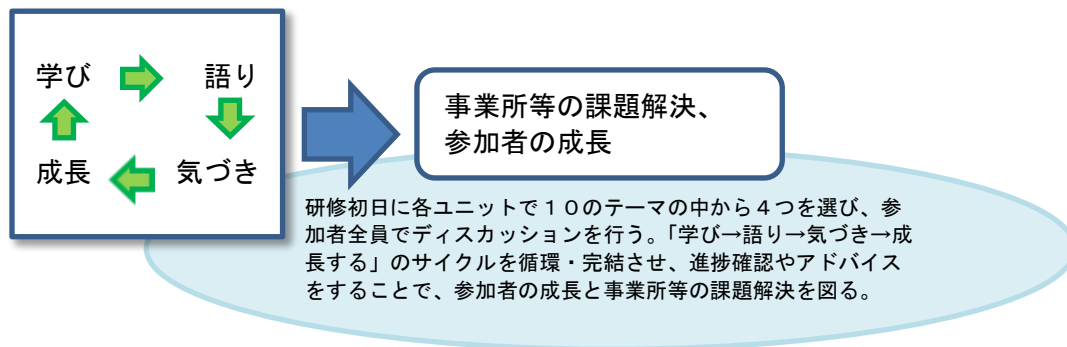 学び
語り
成長
気づき
事業所等の課題解決、
参加者の成長
研修初日に各ユニットで１０のテーマの中から４つを選び、参
加者全員でディスカッションを行う。「学び→語り→気づき→成
長する」のサイクルを循環・完結させ、進捗確認やアドバイス
をすることで、参加者の成長と事業所等の課題解決を図る。